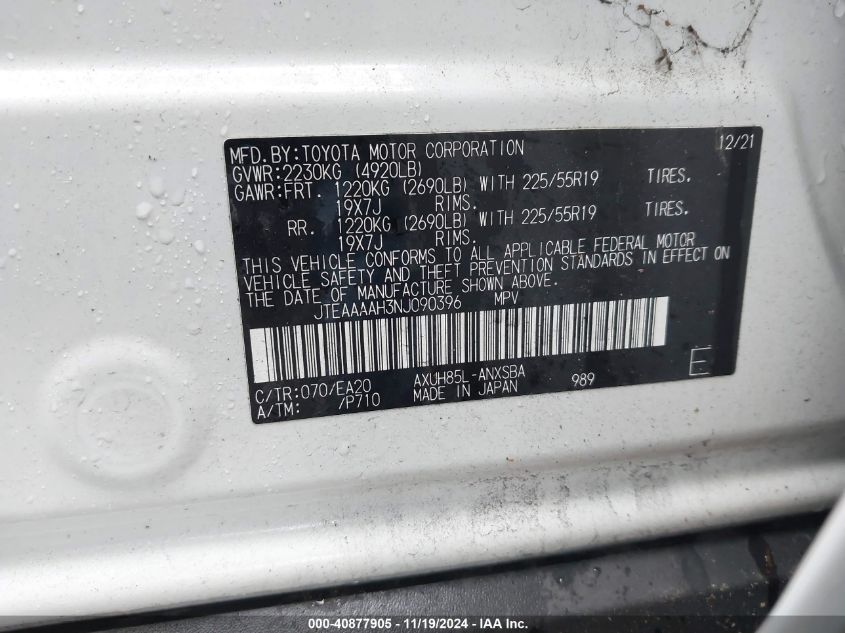 MFD.BY:TOYOTA MOTOR CORPORATION 12/21
GVWR:2230KG (4920LB)
GAWR:FRT. 1220KG (2690LB) WITH 225/55R19 TIRES.
19X7J RIMS.
RR. 1220KG (2690LB) WITH 225/55R19 TIRES.
19X7J RIMS.
THIS VEHICLE CONFORMS TO ALL APPLICABLE FEDERAL MOTOR
VEHICLE SAFETY AND THEFT PREVENTION STANDARDS IN EFFECT ON
THE DATE OF MANUFACTURE SHOWN ABOVE.
JTEAAAAH3NJ090396 MPV
E
C/TR:070/EA20 AXUH85L-ANXSBA 989
A/TM: /P710 MADE IN JAPAN
000-40877905 - 11/19/2024 - IAAI.com